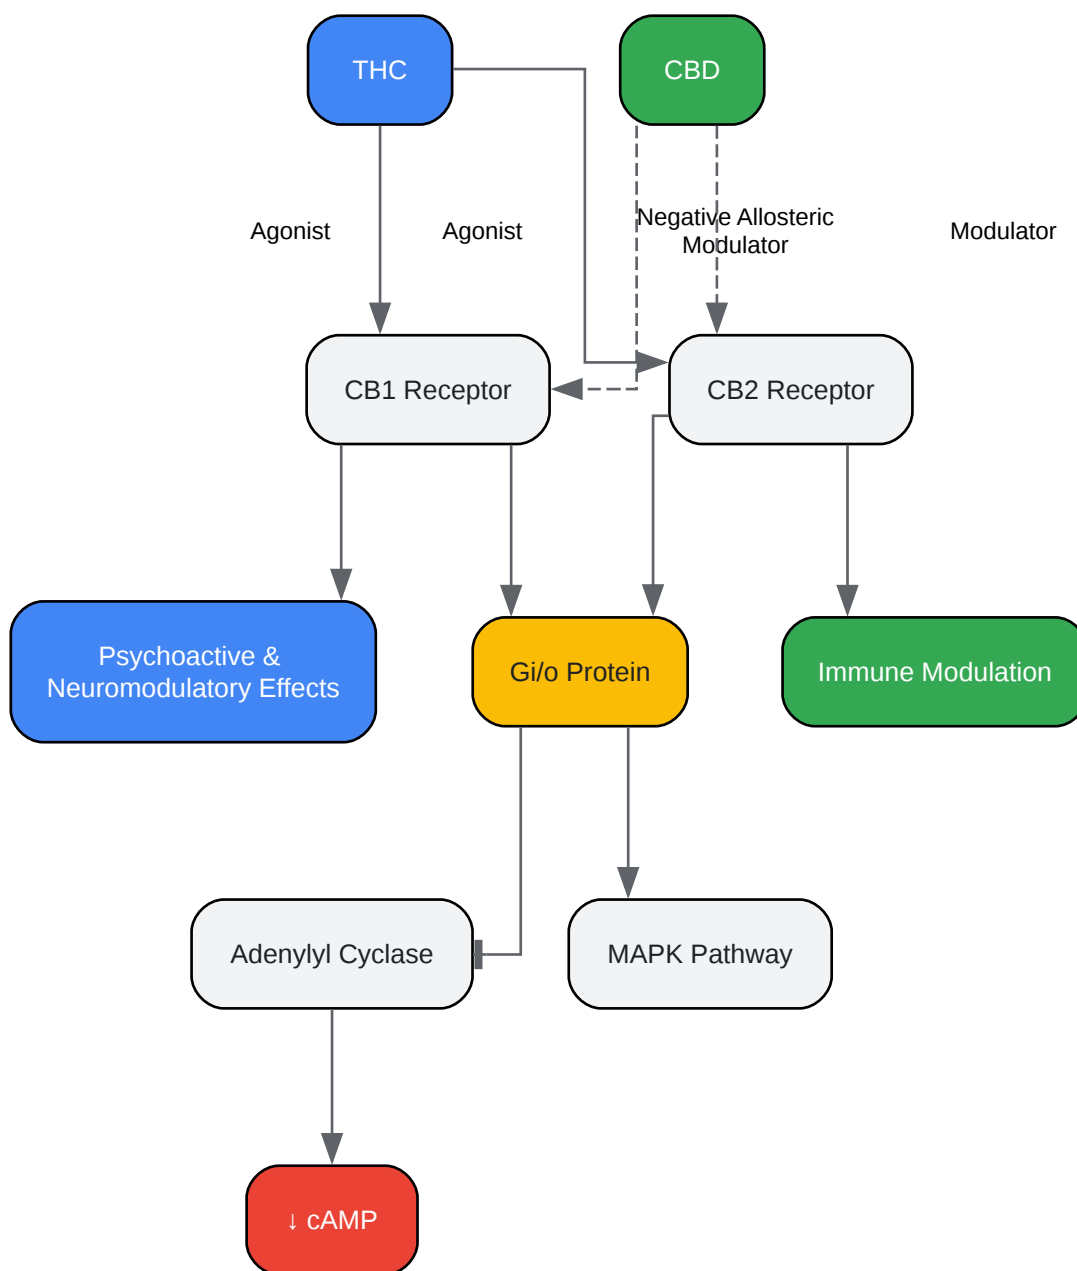 THC
CBD
Agonist
Agonist
Negative Allosteric
Modulator
Modulator
CB1 Receptor
CB2 Receptor
Psychoactive &
Neuromodulatory Effects
Gi/o Protein
Immune Modulation
Adenylyl Cyclase
MAPK Pathway
↓ cAMP